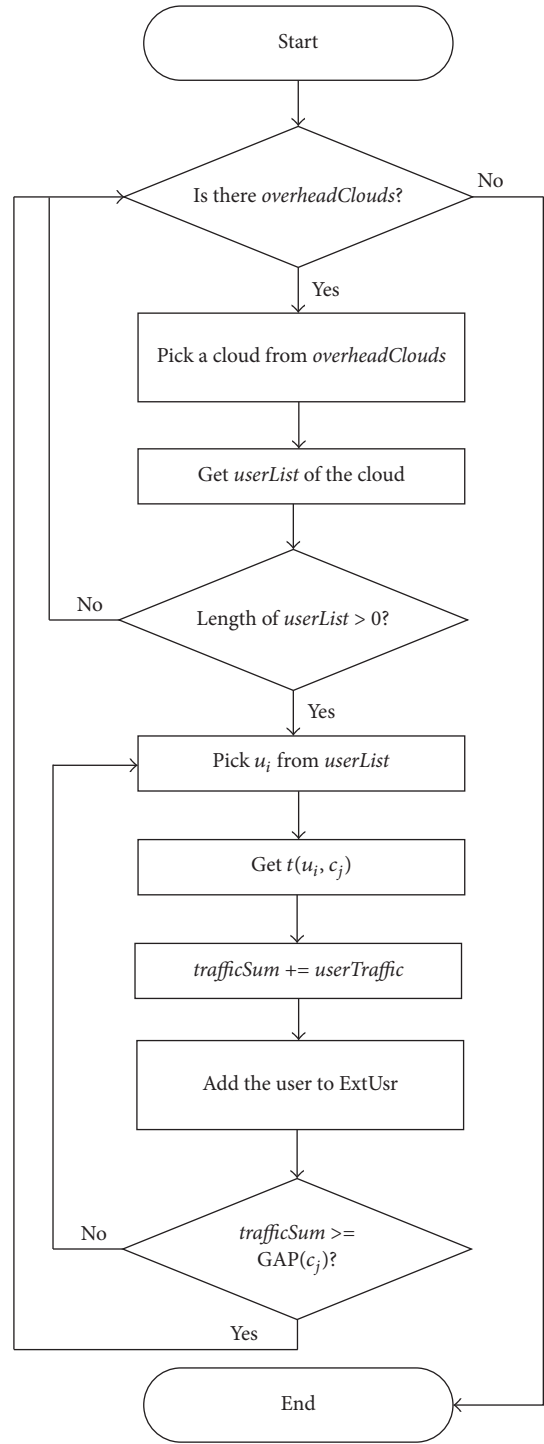 Start
Is there overheadClouds?
No
Yes
Pick a cloud from overheadClouds
Get userList of the cloud
No
Length of userList > 0?
Yes
Pick uᵢ from userList
Get t(uᵢ, cⱼ)
trafficSum += userTraffic
Add the user to ExtUsr
No
trafficSum >=
GAP(cⱼ)?
Yes
End